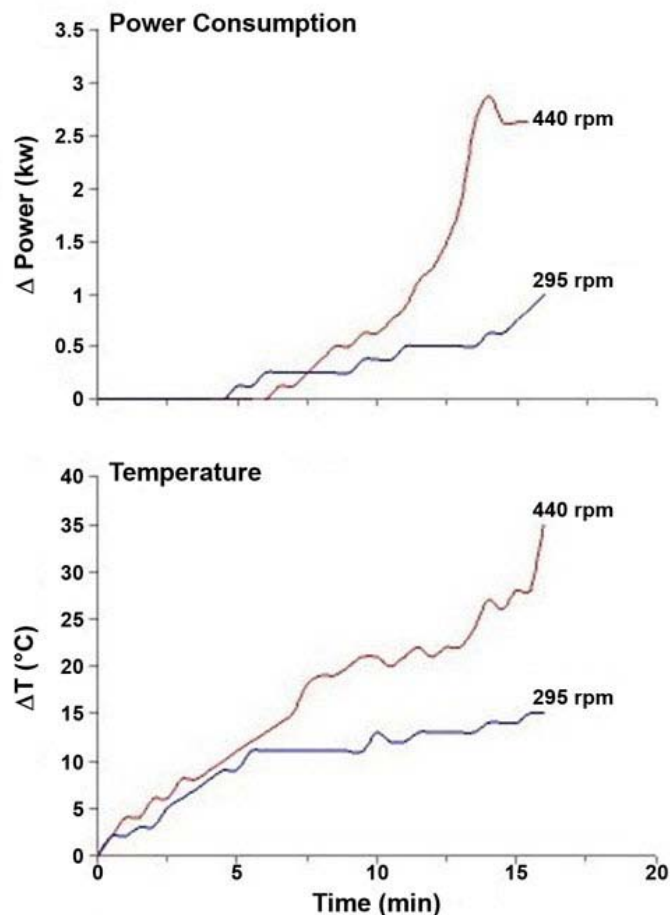 Power Consumption
3.5
3
2.5
2
1.5
1
0.5
0
Δ Power (kw)
440 rpm
295 rpm
Temperature
40
35
30
25
20
15
10
5
0
ΔT (°C)
440 rpm
295 rpm
0 5 10 15 20
Time (min)